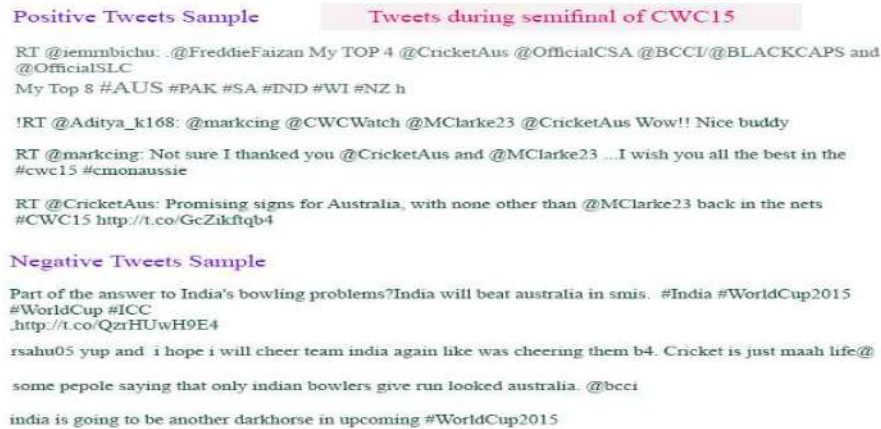 Positive Tweets Sample
Tweets during semifinal of CWC15
RT @iemrnbichu: .@FreddieFaizan My TOP 4 @CricketAus @OfficialCSA @BCCI/@BLACKCAPS and
@OfficialSLC
My Top 8 #AUS #PAK #SA #IND #WI #NZ h
!RT @Aditya_k168: @markcing @CWCWatch @MClarke23 @CricketAus Wow!! Nice buddy
RT @markcing: Not sure I thanked you @CricketAus and @MClarke23 ...I wish you all the best in the
#cwc15 #cmonaussie
RT @CricketAus: Promising signs for Australia, with none other than @MClarke23 back in the nets
#CWC15 http://t.co/GcZikftqb4
Negative Tweets Sample
Part of the answer to India's bowling problems?India will beat australia in smis. #India #WorldCup2015
#WorldCup #ICC
,http://t.co/QzrHUwH9E4
rsahu05 yup and i hope i will cheer team india again like was cheering them b4. Cricket is just maah life@
some pepole saying that only indian bowlers give run looked australia. @bcci
india is going to be another darkhorse in upcoming #WorldCup2015